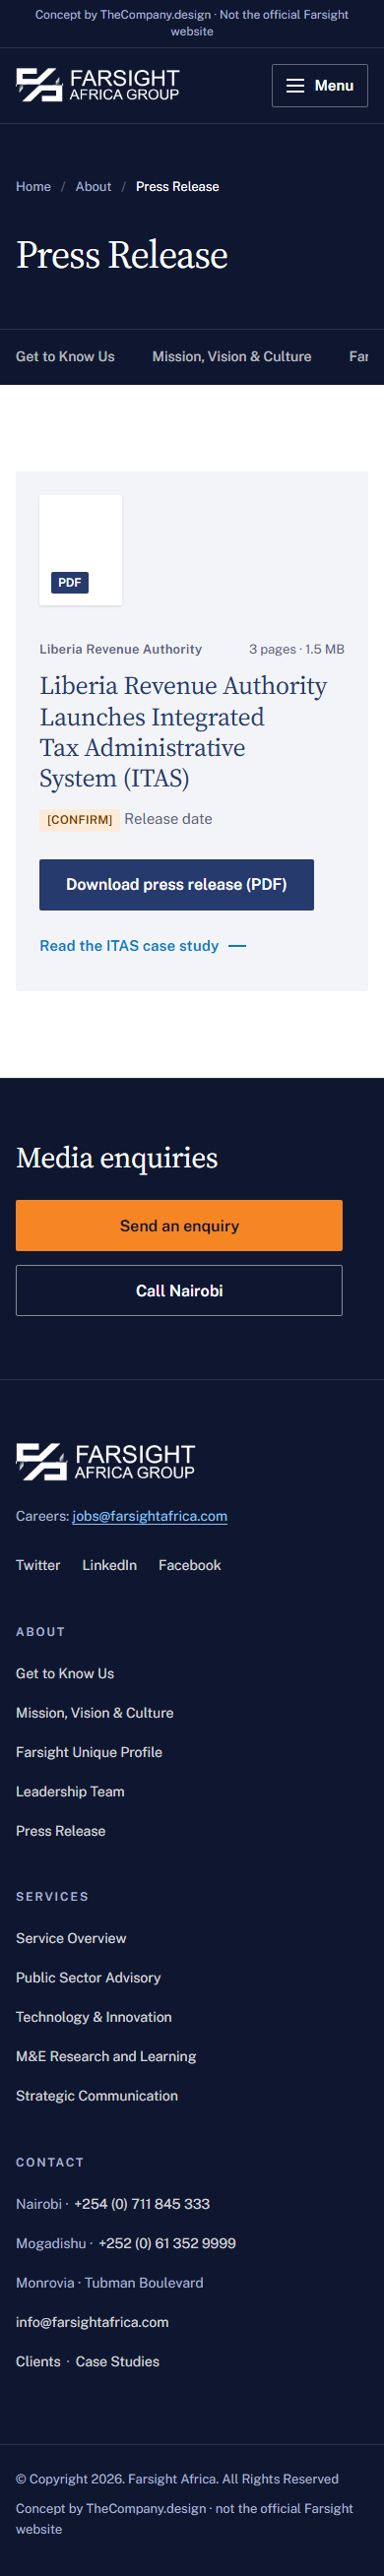 Concept by TheCompany.design · Not the official Farsight
website
FARSIGHT
AFRICA GROUP
Menu
Home / About / Press Release
Press Release
Get to Know Us Mission, Vision & Culture Far
PDF
Liberia Revenue Authority 3 pages · 1.5 MB
Liberia Revenue Authority
Launches Integrated
Tax Administrative
System (ITAS)
[CONFIRM] Release date
Download press release (PDF)
Read the ITAS case study
Media enquiries
Send an enquiry
Call Nairobi
FARSIGHT
AFRICA GROUP
Careers: jobs@farsightafrica.com
Twitter LinkedIn Facebook
ABOUT
Get to Know Us
Mission, Vision & Culture
Farsight Unique Profile
Leadership Team
Press Release
SERVICES
Service Overview
Public Sector Advisory
Technology & Innovation
M&E Research and Learning
Strategic Communication
CONTACT
Nairobi · +254 (0) 711 845 333
Mogadishu · +252 (0) 61 352 9999
Monrovia · Tubman Boulevard
info@farsightafrica.com
Clients · Case Studies
© Copyright 2026. Farsight Africa. All Rights Reserved
Concept by TheCompany.design · not the official Farsight
website